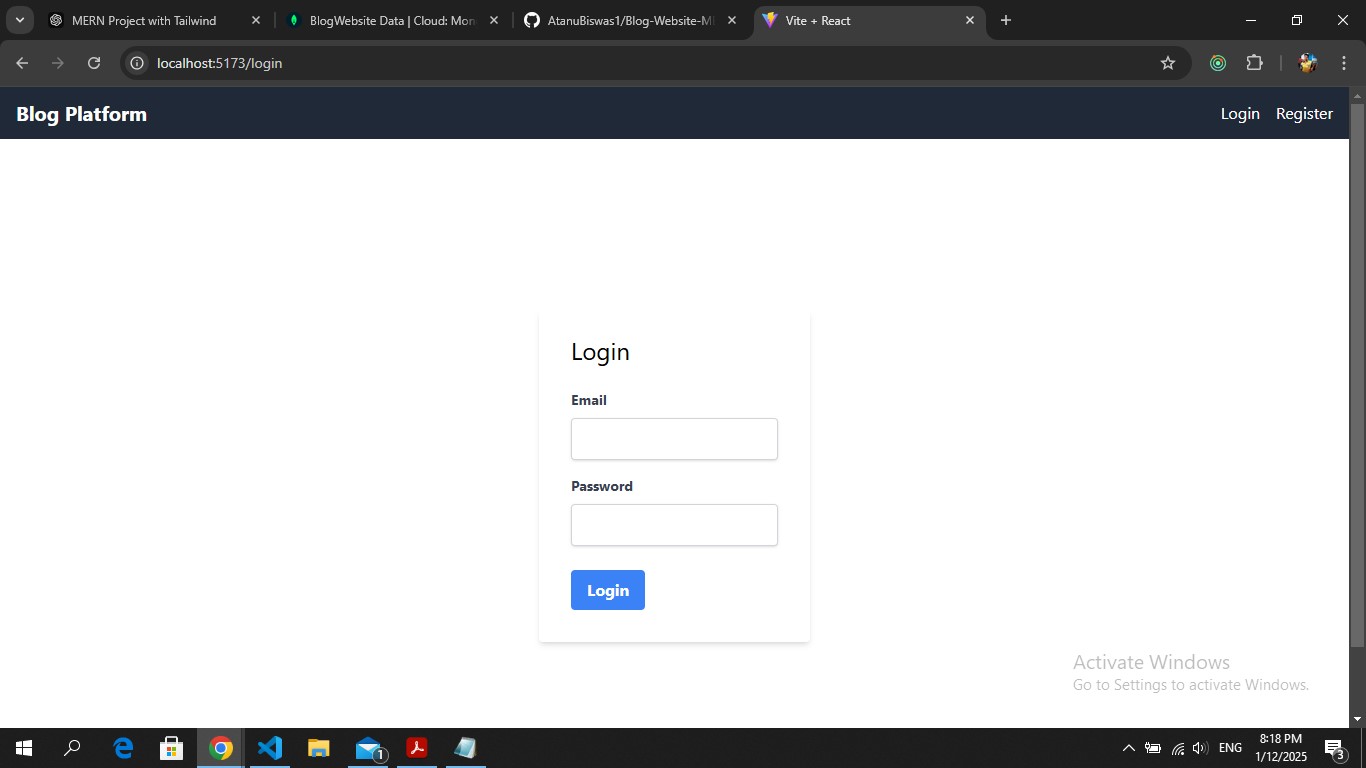 MERN Project with Tailwind
BlogWebsite Data | Cloud: Mon
AtanuBiswas1/Blog-Website-M
Vite + React
localhost:5173/login
Blog Platform
Login Register
Login
Email
Password
Login
Activate Windows
Go to Settings to activate Windows.
1
ENG
8:18 PM
1/12/2025
3